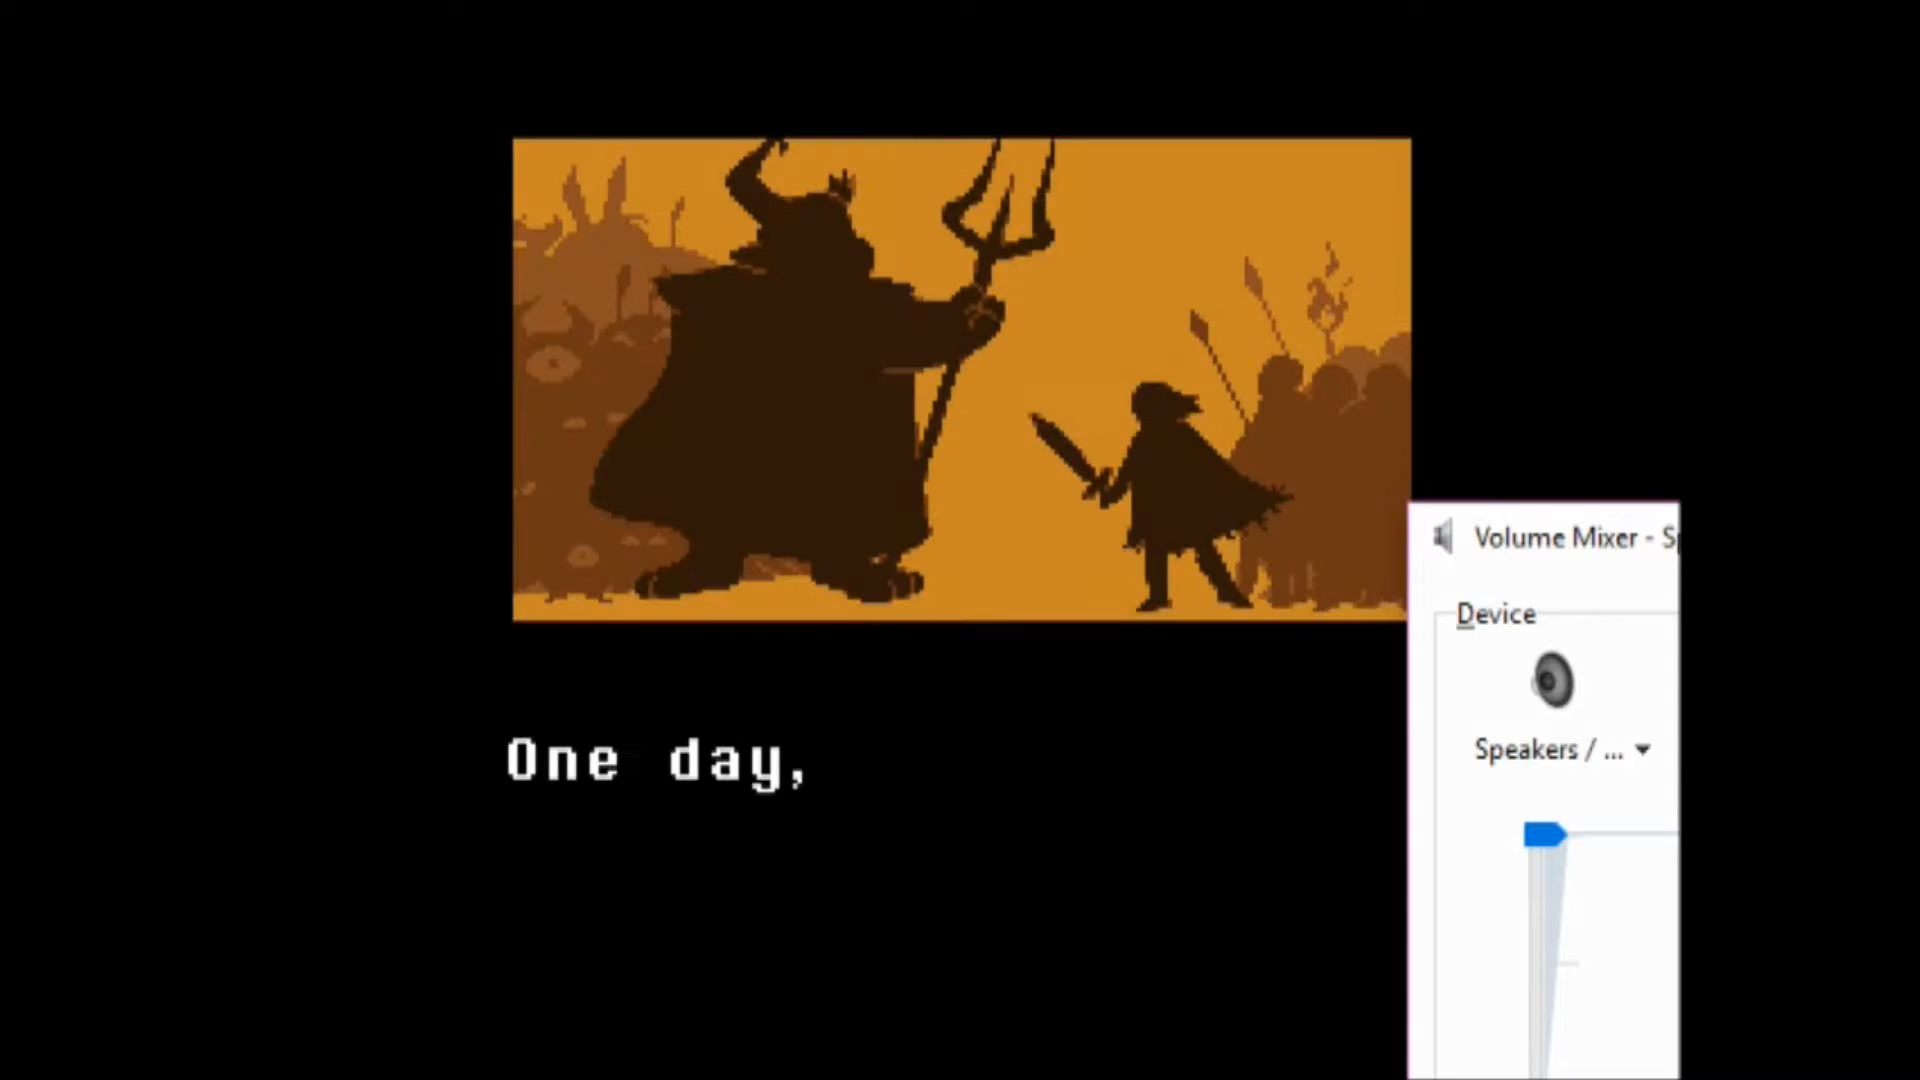 One day,
Volume Mixer - S
Device
Speakers / ...